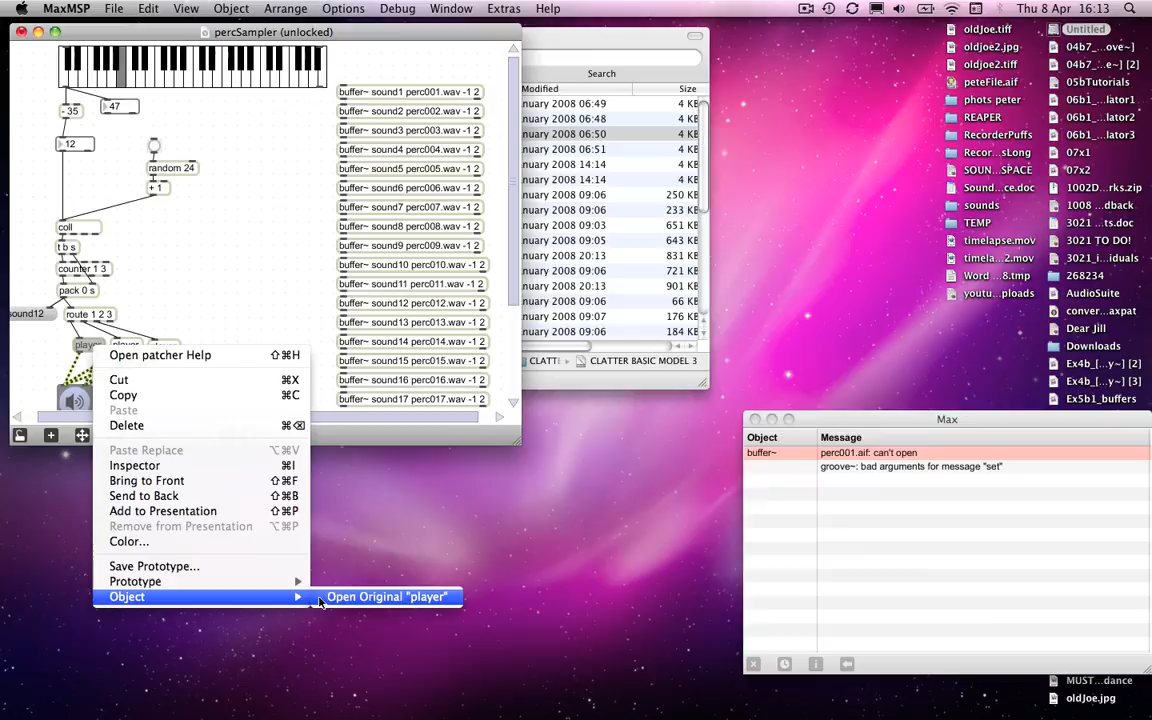 MaxMSP File Edit View Object Arrange Options Debug Window Extras Help
Thu 8 Apr 16:13
percSampler (unlocked)
- 35
47
12
random 24
+ 1
coll
t b s
counter 1 3
pack 0 s
sound12
route 1 2 3
player
player
buffer~ sound1 perc001.wav -1 2
buffer~ sound2 perc002.wav -1 2
buffer~ sound3 perc003.wav -1 2
buffer~ sound4 perc004.wav -1 2
buffer~ sound5 perc005.wav -1 2
buffer~ sound6 perc006.wav -1 2
buffer~ sound7 perc007.wav -1 2
buffer~ sound8 perc008.wav -1 2
buffer~ sound9 perc009.wav -1 2
buffer~ sound10 perc010.wav -1 2
buffer~ sound11 perc011.wav -1 2
buffer~ sound12 perc012.wav -1 2
buffer~ sound13 perc013.wav -1 2
buffer~ sound14 perc014.wav -1 2
buffer~ sound15 perc015.wav -1 2
buffer~ sound16 perc016.wav -1 2
buffer~ sound17 perc017.wav -1 2
Open patcher Help ⇧⌘H
Cut ⌘X
Copy ⌘C
Paste
Delete ⌘⌫
Paste Replace ⌥⌘V
Inspector ⌘I
Bring to Front ⇧⌘F
Send to Back ⇧⌘B
Add to Presentation ⇧⌘P
Remove from Presentation ⌥⌘P
Color...
Save Prototype...
Prototype
Object
Open Original "player"
Search
Modified Size
nuary 2008 06:49 4 KB
nuary 2008 06:48 4 KB
nuary 2008 06:50 4 KB
nuary 2008 06:51 4 KB
nuary 2008 14:14 4 KB
nuary 2008 14:14 4 KB
nuary 2008 09:06 250 KB
nuary 2008 09:06 233 KB
nuary 2008 09:03 651 KB
nuary 2008 09:05 643 KB
nuary 2008 20:13 831 KB
nuary 2008 09:06 721 KB
nuary 2008 20:13 901 KB
nuary 2008 09:06 66 KB
nuary 2008 09:07 176 KB
nuary 2008 09:06 184 KB
CLATT CLATTER BASIC MODEL 3
oldJoe.tiff
oldjoe2.jpg
oldjoe2.tiff
peteFile.aif
phots peter
REAPER
RecorderPuffs
Recor...sLong
SOUN...SPACE
Sound...ce.doc
sounds
TEMP
timelapse.mov
timela...2.mov
Word ...8.tmp
youtu...ploads
Untitled
04b7_...ove~]
04b7_...e~] [2]
05bTutorials
06b1_...lator1
06b1_...lator2
06b1_...lator3
07x1
07x2
1002D...rks.zip
1008 ...dback
3021 ...ts.doc
3021 TO DO!
3021_i...iduals
268234
AudioSuite
conver...axpat
Dear Jill
Downloads
Ex4b_[...y~] [2]
Ex4b_[...y~] [3]
Ex5b1_buffers
Max
Object Message
buffer~ perc001.aif: can't open
groove~: bad arguments for message "set"
MUST...dance
oldJoe.jpg